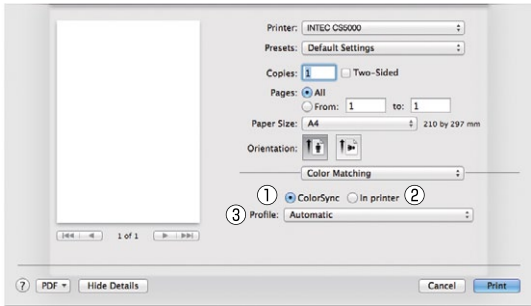 Printer: INTEC CS5000
Presets: Default Settings
Copies: 1 Two-Sided
Pages: All
From: 1 to: 1
Paper Size: A4 210 by 297 mm
Orientation:
Color Matching
① ColorSync In printer ②
③ Profile: Automatic
1 of 1
? PDF Hide Details Cancel Print